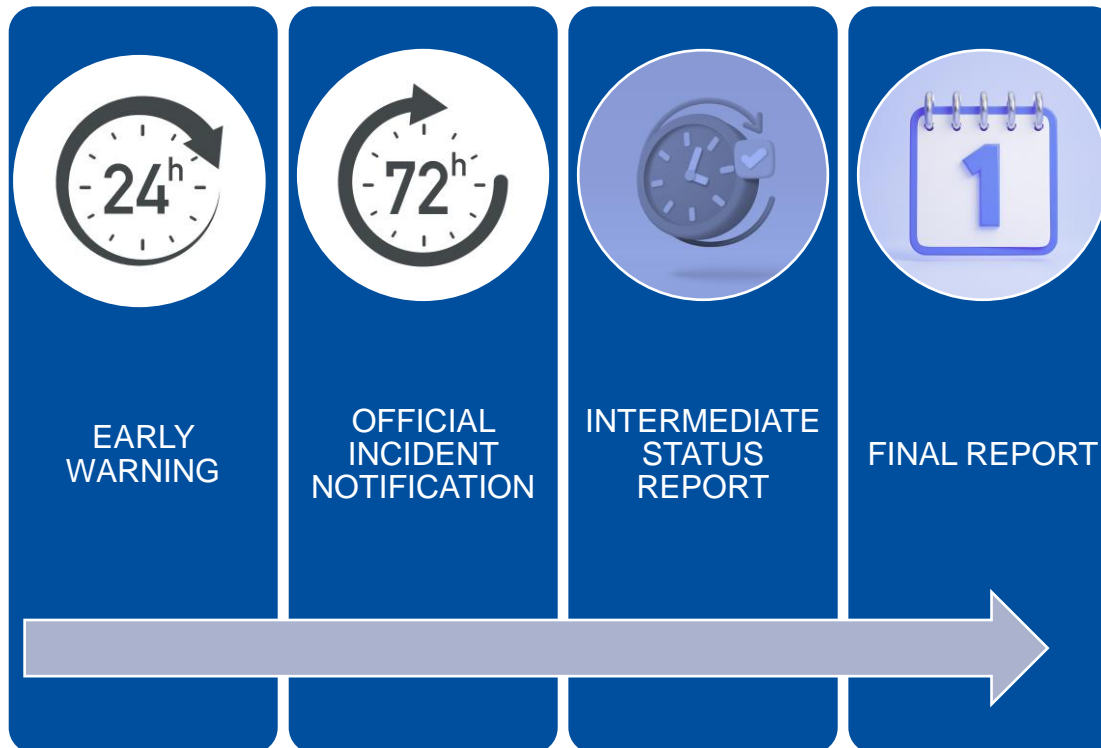 24h
72h
1
EARLY
WARNING
OFFICIAL
INCIDENT
NOTIFICATION
INTERMEDIATE
STATUS
REPORT
FINAL REPORT